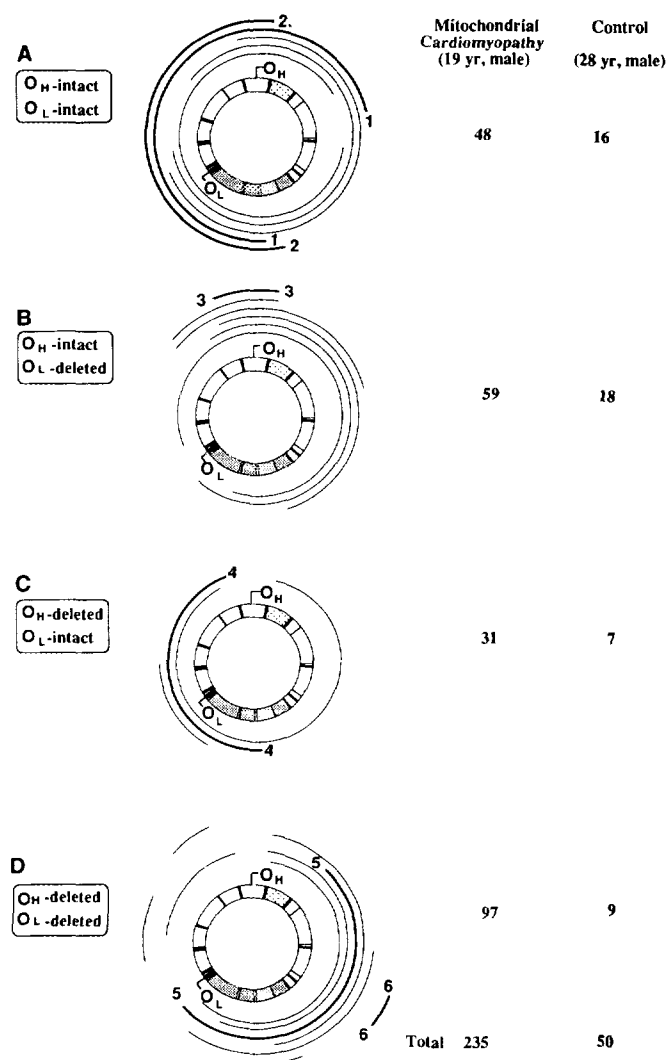 Mitochondrial
Cardiomyopathy
(19 yr, male)
Control
(28 yr, male)
A
OH-intact
OL-intact
2.
OH
1
OL
1
2
48
16
B
OH-intact
OL-deleted
3
3
OH
OL
59
18
C
OH-deleted
OL-intact
4
OH
OL
4
31
7
D
OH-deleted
OL-deleted
5
OH
5
OL
6
6
97
9
Total 235 50